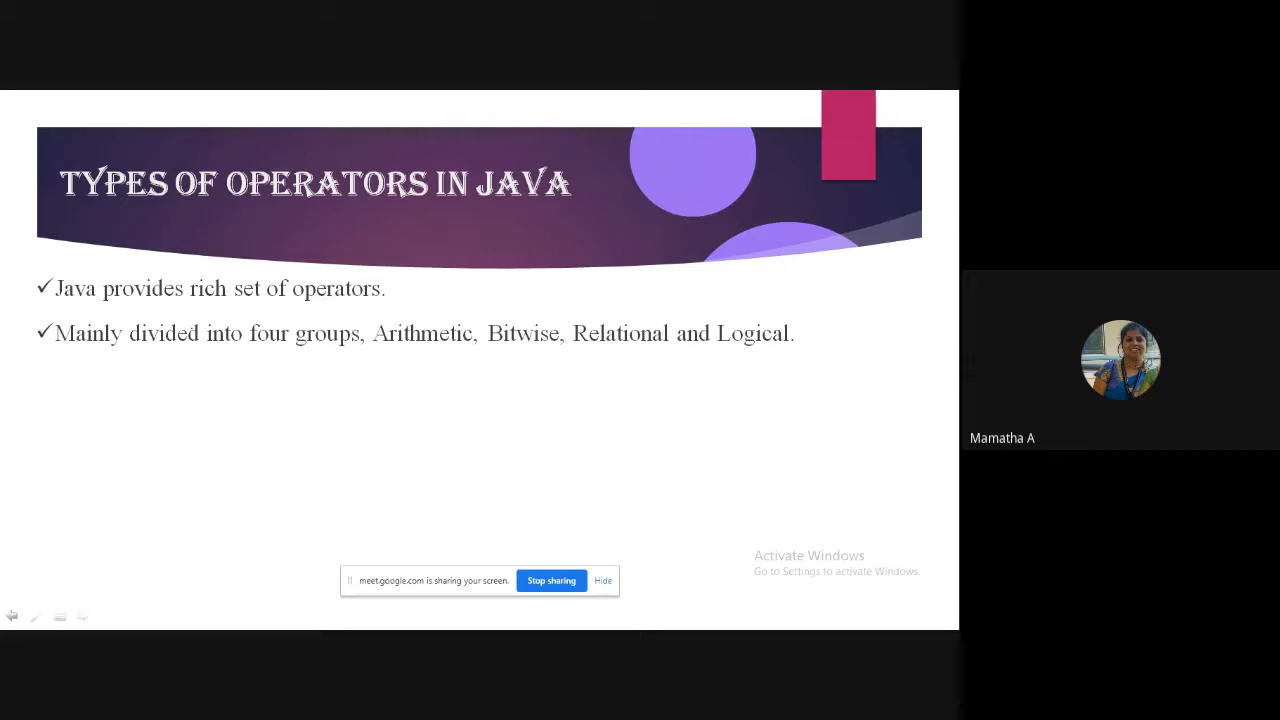 TYPES OF OPERATORS IN JAVA
✓Java provides rich set of operators.
✓Mainly divided into four groups, Arithmetic, Bitwise, Relational and Logical.
Mamatha A
Activate Windows
Go to Settings to activate Windows.
meet.google.com is sharing your screen. Stop sharing Hide